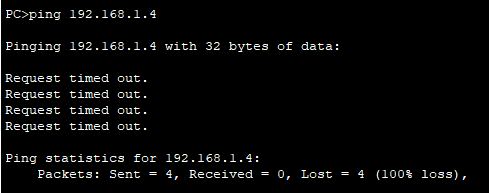 PC>ping 192.168.1.4
Pinging 192.168.1.4 with 32 bytes of data:
Request timed out.
Request timed out.
Request timed out.
Request timed out.
Ping statistics for 192.168.1.4:
Packets: Sent = 4, Received = 0, Lost = 4 (100% loss),